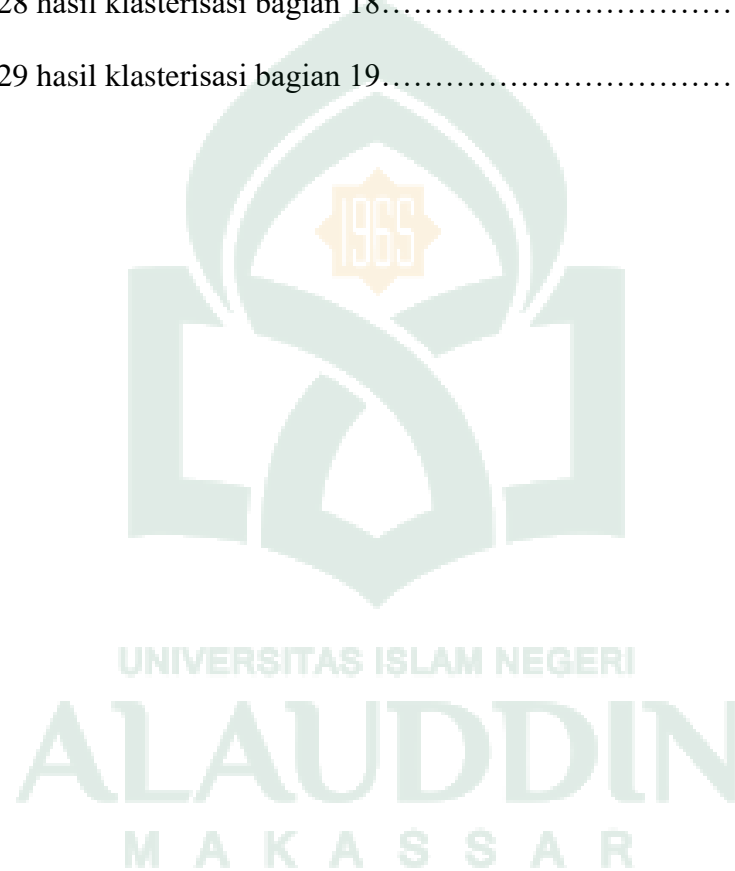 28 hasil klasterisasi bagian 18……………………………
29 hasil klasterisasi bagian 19……………………………
1965
UNIVERSITAS ISLAM NEGERI
ALAUDDIN
MAKASSAR